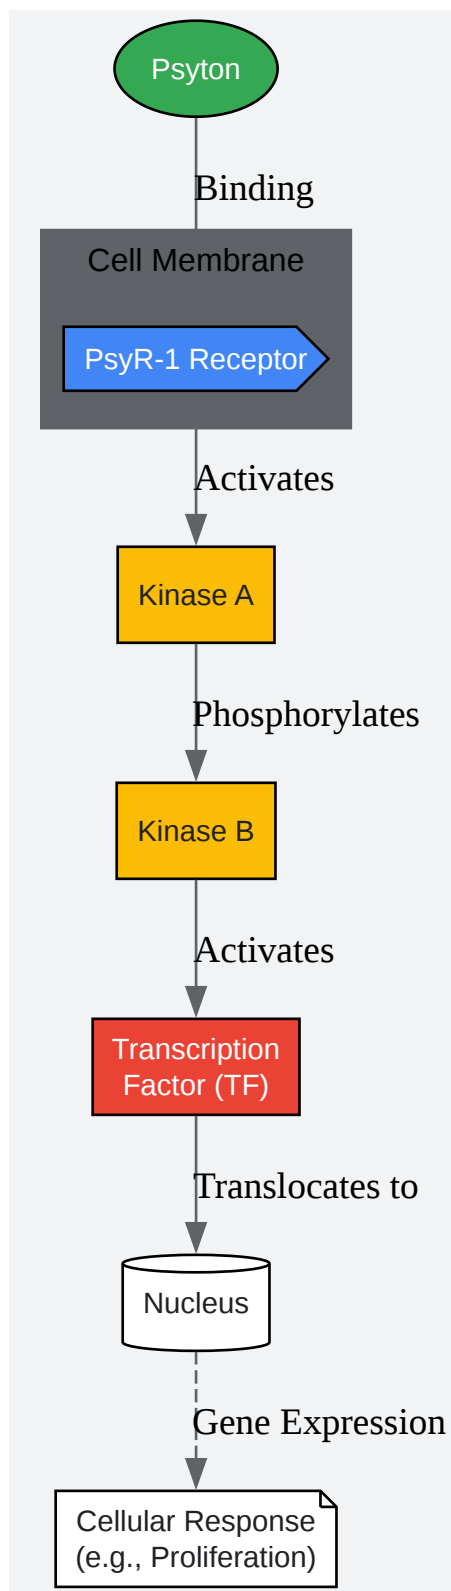 Psyton
Binding
Cell Membrane
PsyR-1 Receptor
Activates
Kinase A
Phosphorylates
Kinase B
Activates
Transcription
Factor (TF)
Translocates to
Nucleus
Gene Expression
Cellular Response
(e.g., Proliferation)